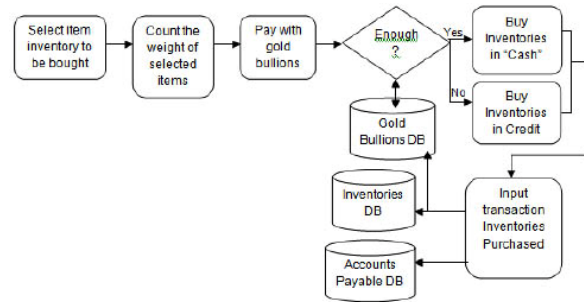 Select item
inventory to
be bought
Count the
weight of
selected
items
Pay with
gold
bullions
Enough
?
Yes
No
Buy
Inventories
in “Cash”
Buy
Inventories
in Credit
Gold
Bullions DB
Inventories
DB
Accounts
Payable DB
Input
transaction
Inventories
Purchased